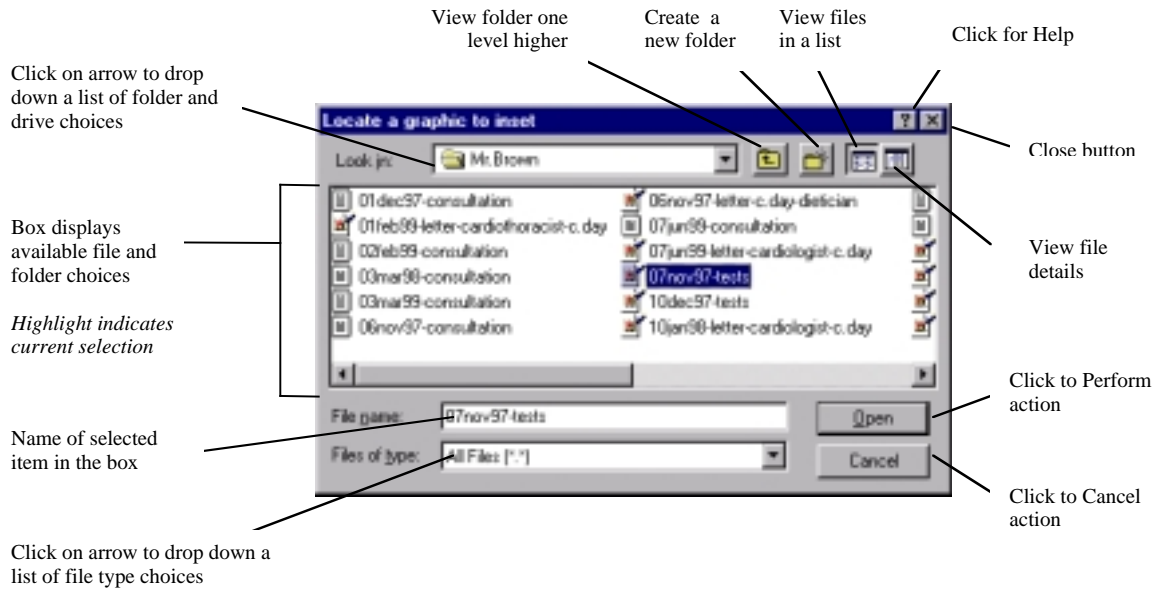 View folder one
level higher
Create a
new folder
View files
in a list
Click for Help
Click on arrow to drop
down a list of folder and
drive choices
Locate a graphic to inset
Close button
Look in:
Mr.Brown
01dec97-consultation
01feb99-letter-cardiothoracist-c.day
02feb99-consultation
03mar98-consultation
03mar99-consultation
06nov97-consultation
06nov97-letter-c.day-dietician
07jun99-consultation
07jun99-letter-cardiologist-c.day
07nov97-tests
10dec97-tests
10jan98-letter-cardiologist-c.day
Box displays
available file and
folder choices
Highlight indicates
current selection
View file
details
File name:
07nov97-tests
Open
Click to Perform
action
Name of selected
item in the box
Files of type:
All Files (*.*)
Cancel
Click to Cancel
action
Click on arrow to drop down a
list of file type choices